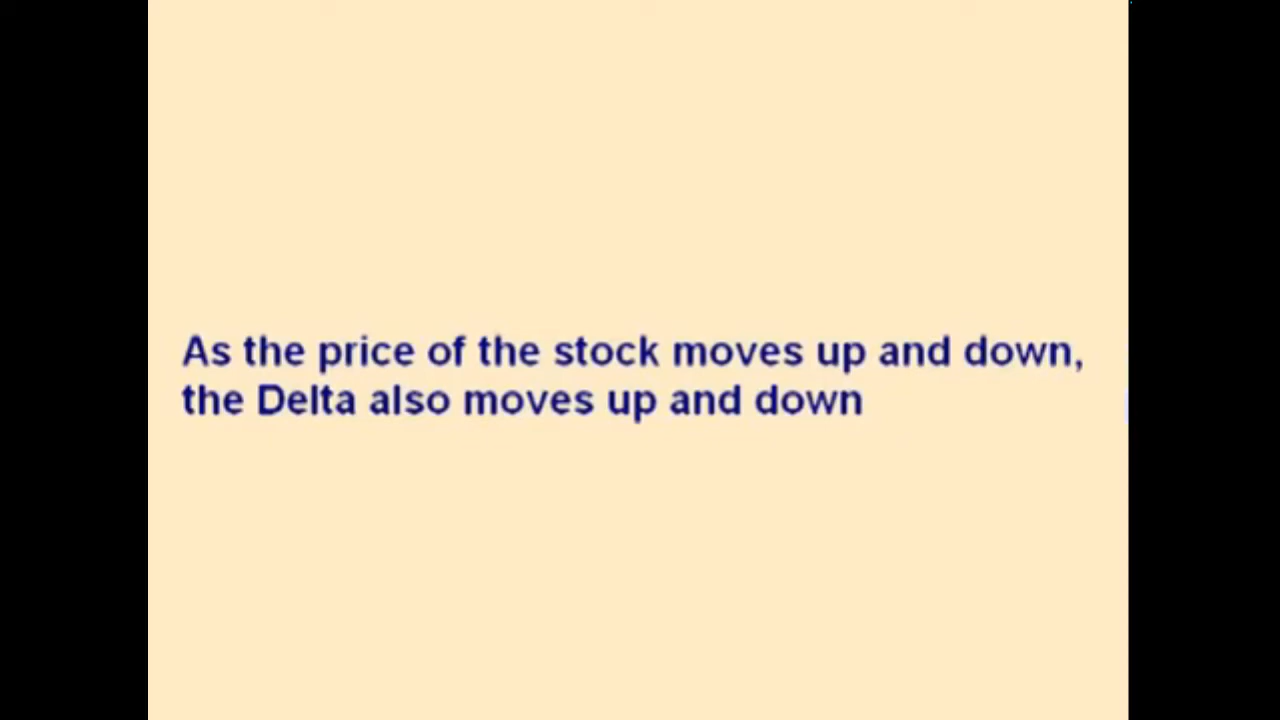 As the price of the stock moves up and down,
the Delta also moves up and down